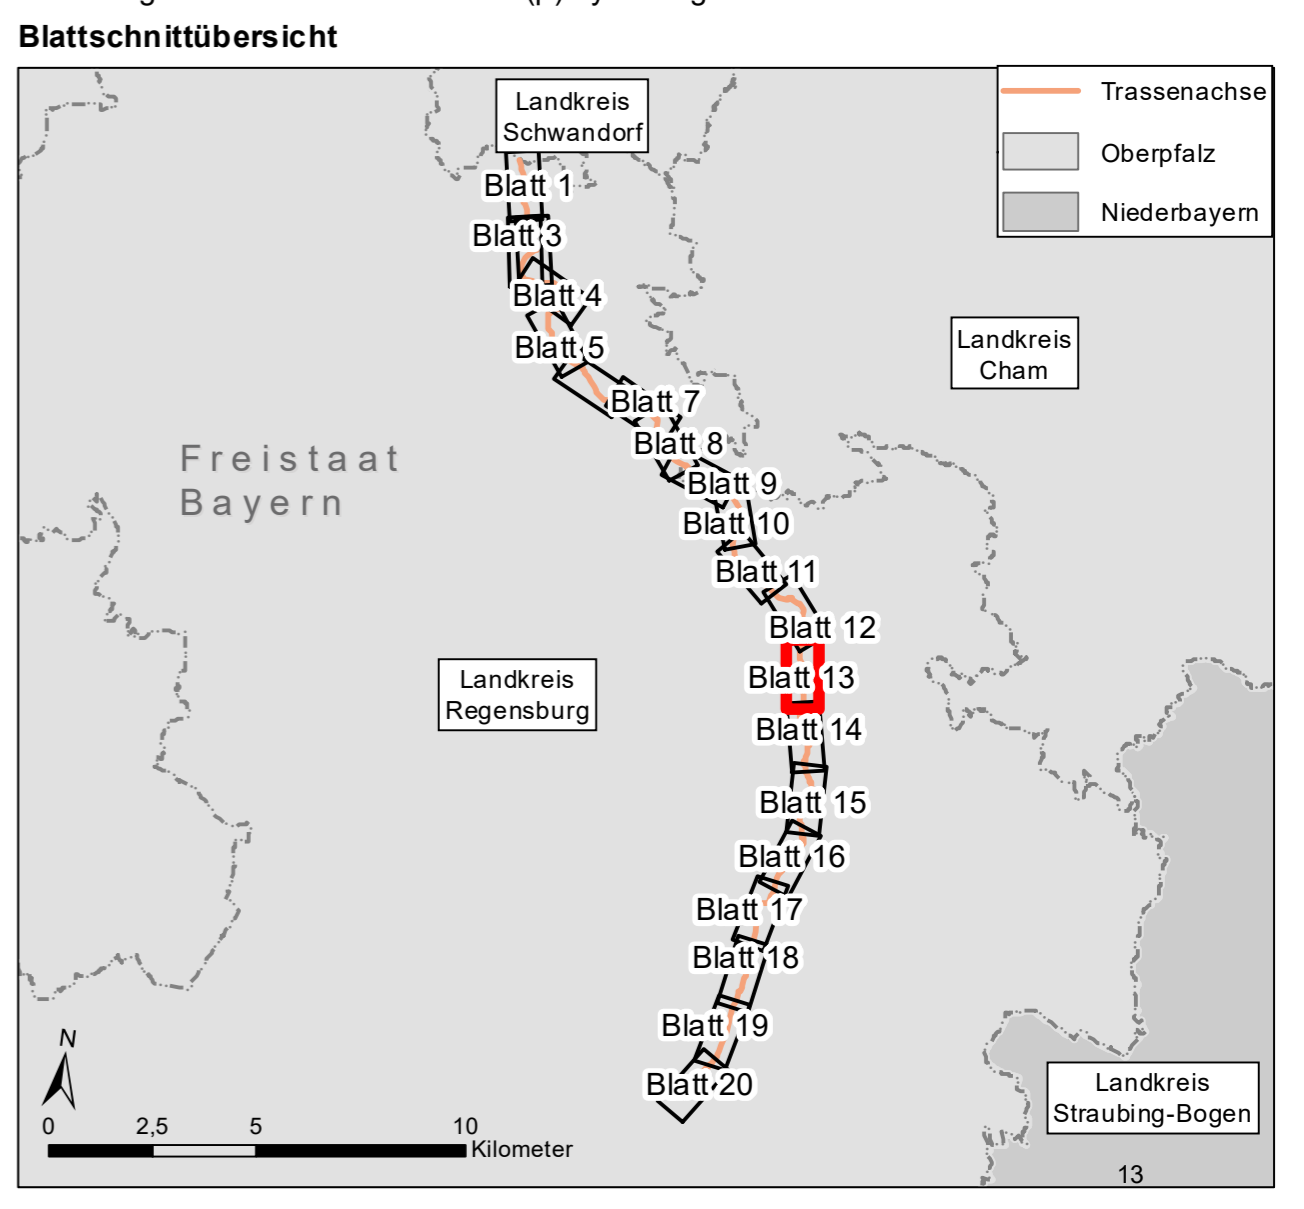 Blattschnittübersicht
Landkreis
Schwandorf
Trassenachse
Oberpfalz
Niederbayern
Blatt 1
Blatt 3
Blatt 4
Blatt 5
Landkreis
Cham
Blatt 7
Blatt 8
Freistaat
Bayern
Blatt 9
Blatt 10
Blatt 11
Blatt 12
Blatt 13
Landkreis
Regensburg
Blatt 14
Blatt 15
Blatt 16
Blatt 17
Blatt 18
Blatt 19
Blatt 20
N
0 2,5 5 10
Kilometer
Landkreis
Straubing-Bogen
13